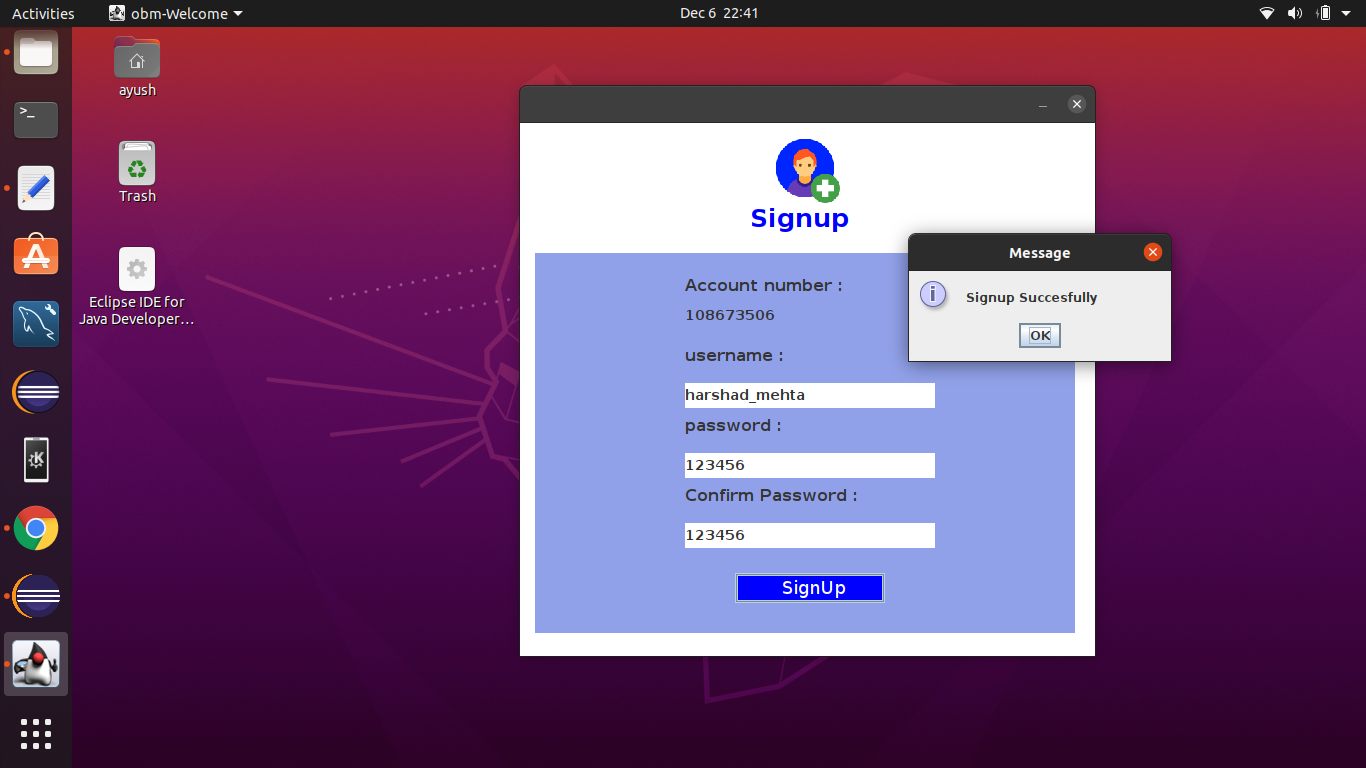 Activities
obm-Welcome
Dec 6 22:41
ayush
Trash
Eclipse IDE for
Java Developer…
>_
K
Signup
Account number :
108673506
username :
harshad_mehta
password :
123456
Confirm Password :
123456
SignUp
Message
i
Signup Succesfully
OK